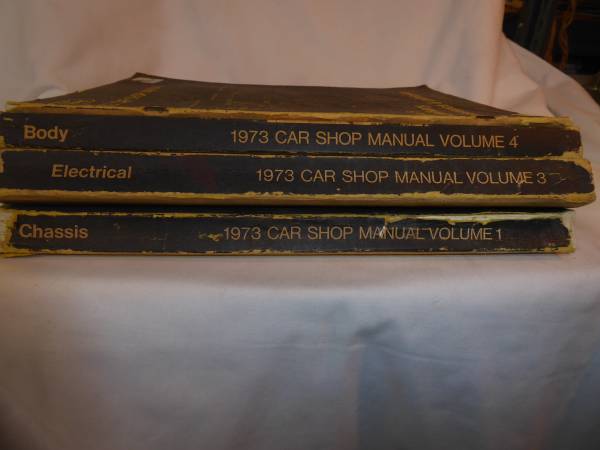 Body 1973 CAR SHOP MANUAL VOLUME 4
Electrical 1973 CAR SHOP MANUAL VOLUME 3
Chassis 1973 CAR SHOP MANUAL VOLUME 1